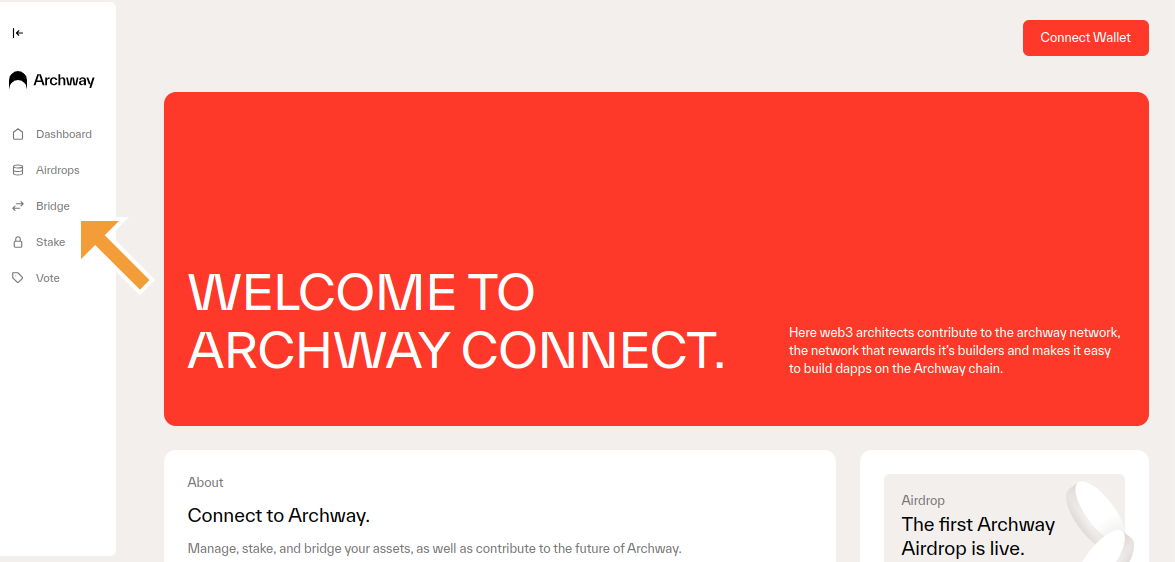 Connect Wallet
Archway
Dashboard
Airdrops
Bridge
Stake
Vote
WELCOME TO
ARCHWAY CONNECT.
Here web3 architects contribute to the archway network,
the network that rewards it's builders and makes it easy
to build dapps on the Archway chain.
About
Connect to Archway.
Manage, stake, and bridge your assets, as well as contribute to the future of Archway.
Airdrop
The first Archway
Airdrop is live.